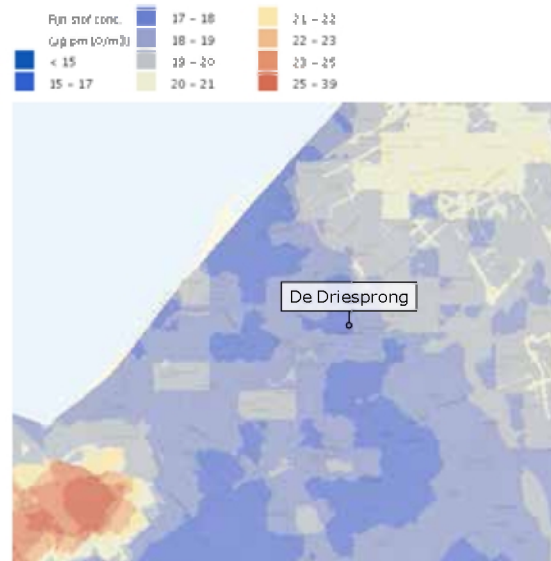 Fijn stof conc.
< 15
15 – 17
17 – 18
18 – 19
19 – 20
20 – 21
21 – 22
22 – 23
23 – 25
25 – 39
De Driesprong